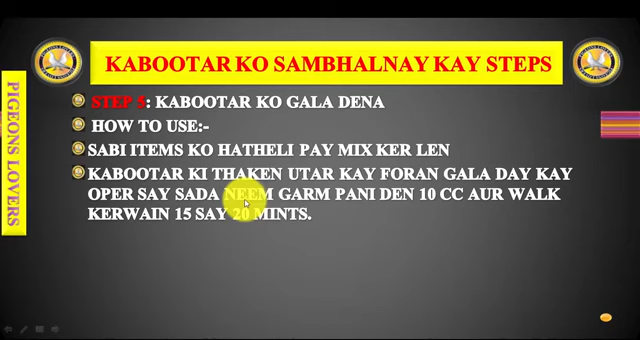 KABOOTAR KO SAMBHALNAY KAY STEPS
PIGEONS LOVERS
STEP 5: KABOOTAR KO GALA DENA
HOW TO USE:-
SABI ITEMS KO HATHELI PAY MIX KER LEN
KABOOTAR KI THAKEN UTAR KAY FORAN GALA DAY KAY
OPER SAY SADA NEEM GARM PANI DEN 10 CC AUR WALK
KERWAIN 15 SAY 20 MINTS.